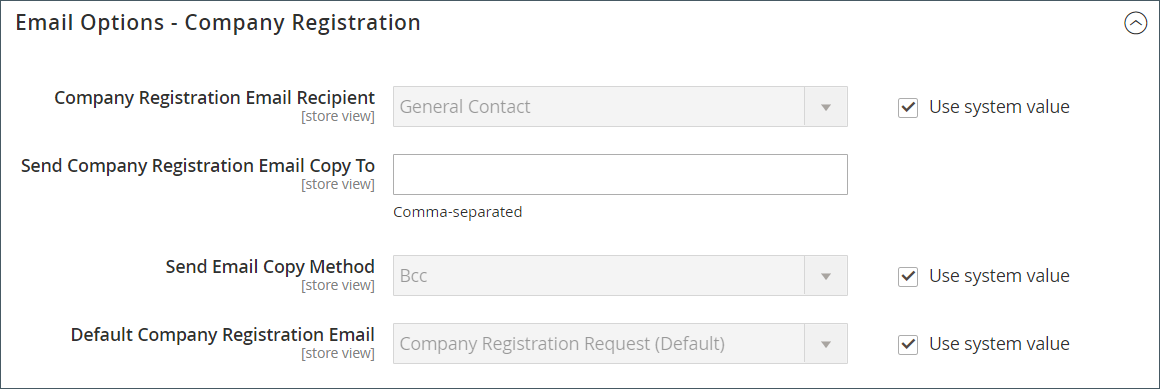 Email Options - Company Registration
Company Registration Email Recipient
[store view]
General Contact
Use system value
Send Company Registration Email Copy To
[store view]
Comma-separated
Send Email Copy Method
[store view]
Bcc
Use system value
Default Company Registration Email
[store view]
Company Registration Request (Default)
Use system value